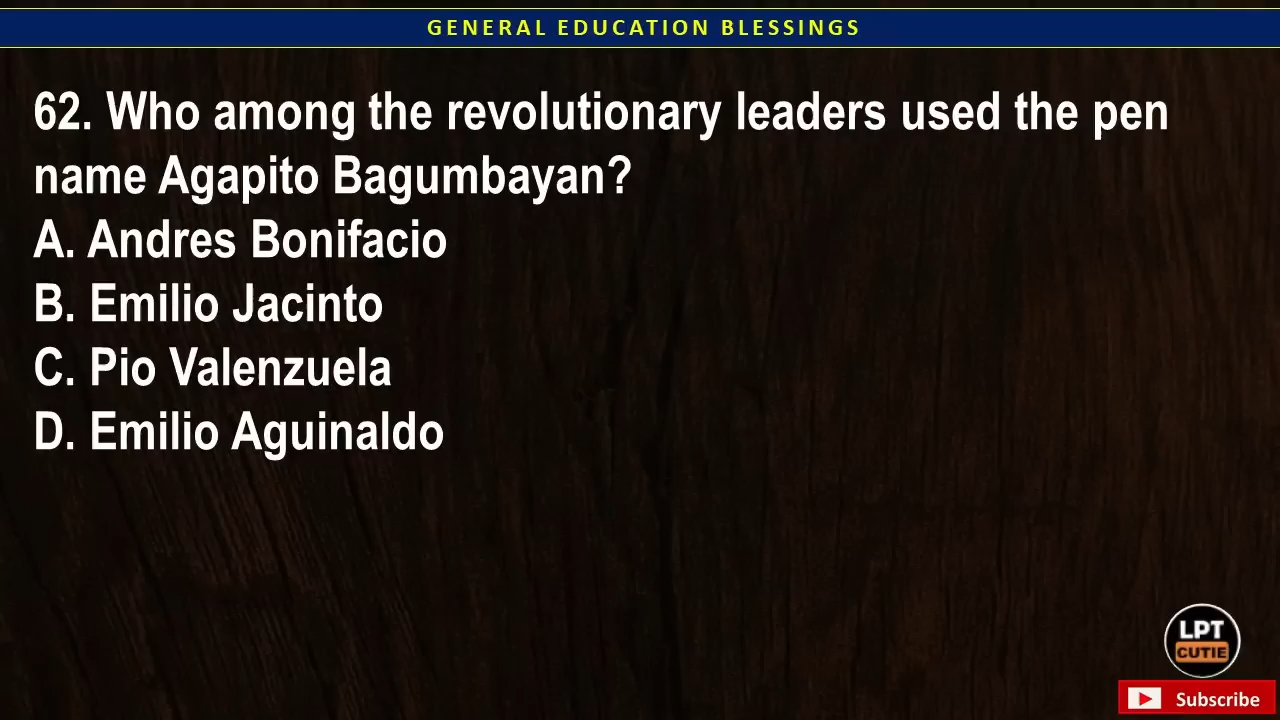 GENERAL EDUCATION BLESSINGS
62. Who among the revolutionary leaders used the pen
name Agapito Bagumbayan?
A. Andres Bonifacio
B. Emilio Jacinto
C. Pio Valenzuela
D. Emilio Aguinaldo
LPT
CUTIE
Subscribe